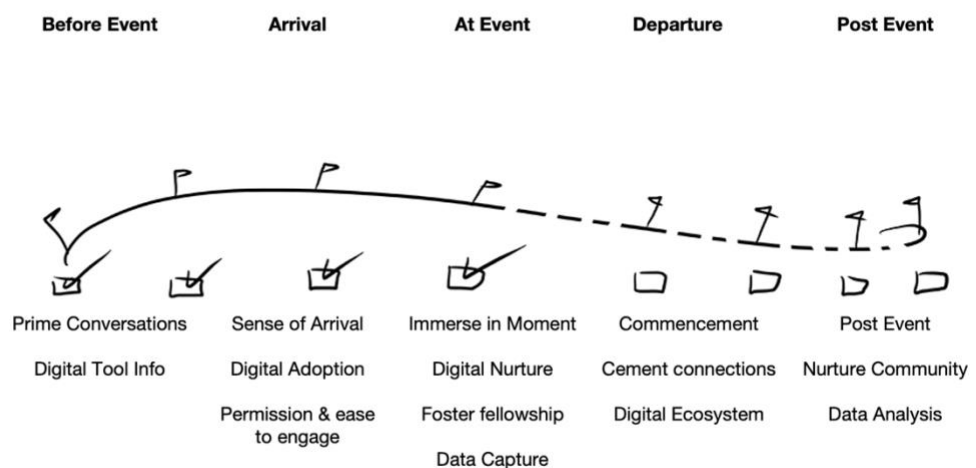 Before Event
Arrival
At Event
Departure
Post Event
Prime Conversations
Digital Tool Info
Sense of Arrival
Digital Adoption
Permission & ease
to engage
Immerse in Moment
Digital Nurture
Foster fellowship
Data Capture
Commencement
Cement connections
Digital Ecosystem
Post Event
Nurture Community
Data Analysis